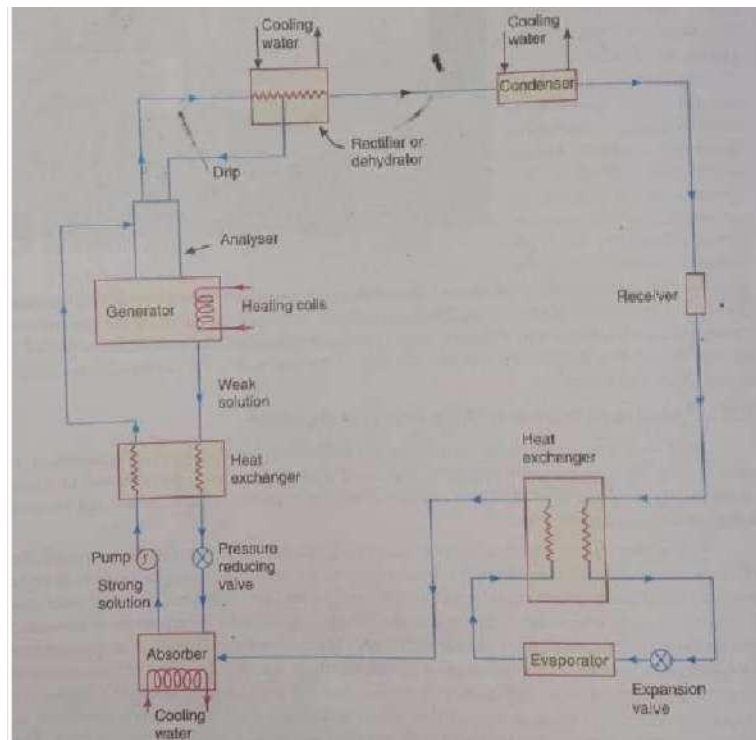 Cooling
water
Cooling
water
Condenser
Rectifier or
dehydrator
Drip
Analyser
Generator
Heating coils
Receiver
Weak
solution
Heat
exchanger
Heat
exchanger
Pump
Pressure
reducing
valve
Strong
solution
Absorber
Evaporator
Expansion
valve
Cooling
water